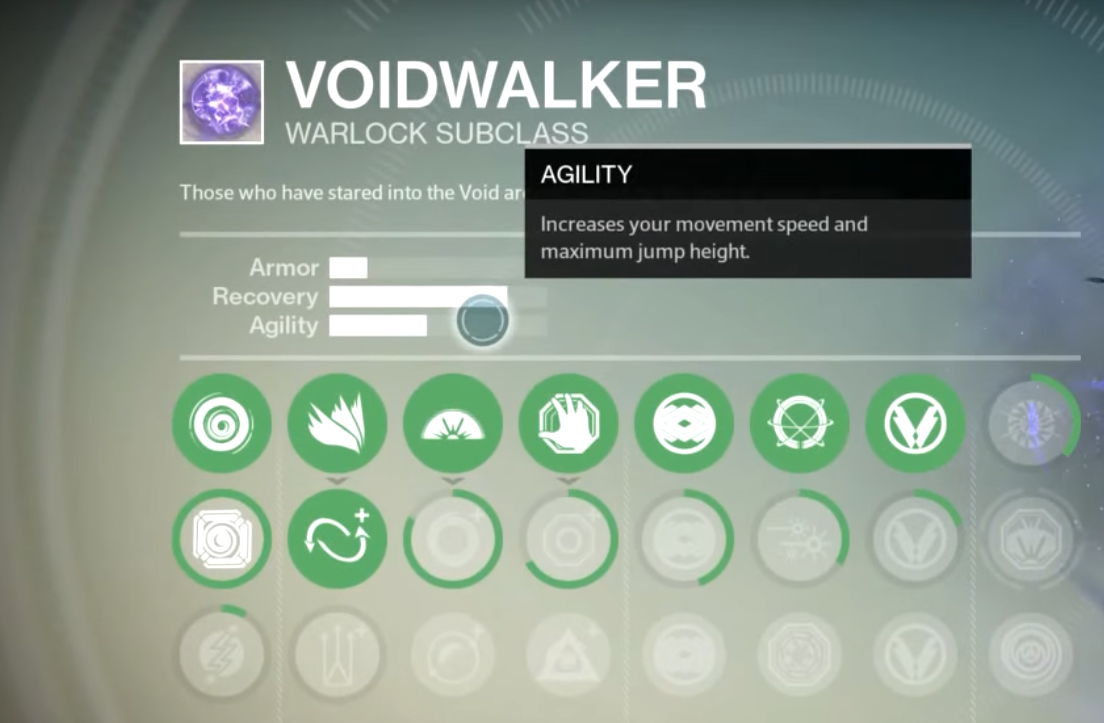 VOIDWALKER
WARLOCK SUBCLASS
AGILITY
Those who have stared into the Void are
Increases your movement speed and
maximum jump height.
Armor
Recovery
Agility